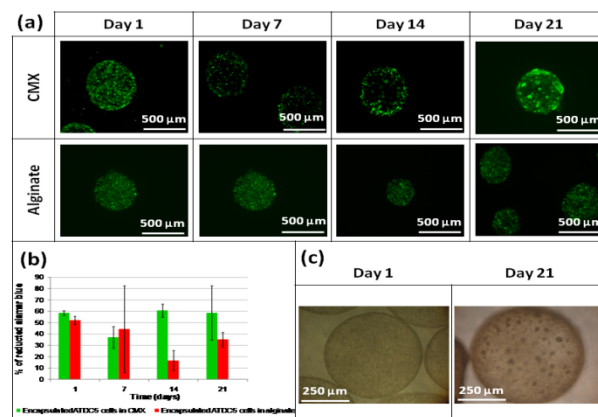 (a)
Day 1
Day 7
Day 14
Day 21
CMX
500 µm
500 µm
500 µm
500 µm
Alginate
500 µm
500 µm
500 µm
500 µm
(b)
% of reduced alamar blue
90
80
70
60
50
40
30
20
10
0
1
7
14
21
Time (days)
Encapsulated ATDC5 cells in CMX
Encapsulated ATDC5 cells in alginate
(c)
Day 1
Day 21
250 µm
250 µm